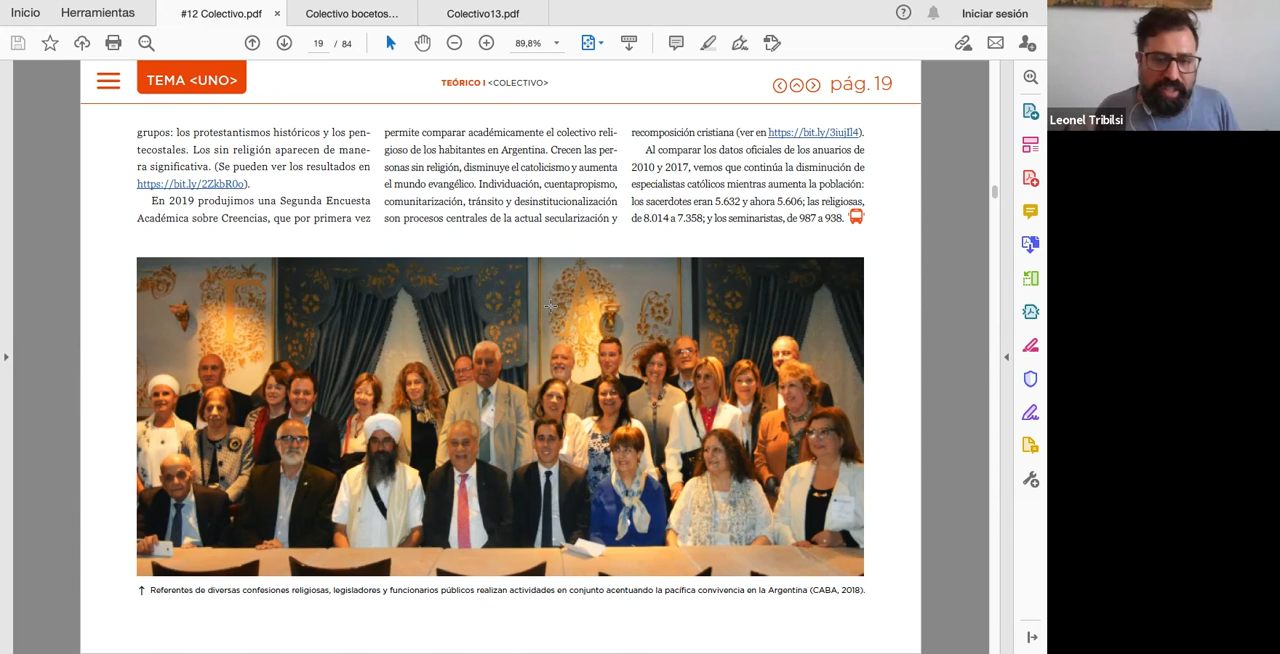 Inicio
Herramientas
#12 Colectivo.pdf
×
Colectivo bocetos...
Colectivo13.pdf
Iniciar sesión
19 / 84
89,8%
TEMA <UNO>
TEÓRICO I <COLECTIVO>
pág. 19
grupos: los protestantismos históricos y los pen-
tecostales. Los sin religión aparecen de mane-
ra significativa. (Se pueden ver los resultados en
https://bit.ly/2ZkbR0o).
En 2019 produjimos una Segunda Encuesta
Académica sobre Creencias, que por primera vez
permite comparar académicamente el colectivo reli-
gioso de los habitantes en Argentina. Crecen las per-
sonas sin religión, disminuye el catolicismo y aumenta
el mundo evangélico. Individuación, cuentapropismo,
comunitarización, tránsito y desinstitucionalización
son procesos centrales de la actual secularización y
recomposición cristiana (ver en https://bit.ly/3iujIl4).
Al comparar los datos oficiales de los anuarios de
2010 y 2017, vemos que continúa la disminución de
especialistas católicos mientras aumenta la población:
los sacerdotes eran 5.632 y ahora 5.606; las religiosas,
de 8.014 a 7.358; y los seminaristas, de 987 a 938.
Referentes de diversas confesiones religiosas, legisladores y funcionarios públicos realizan actividades en conjunto acentuando la pacífica convivencia en la Argentina (CABA, 2018).
Leonel Tribilsi